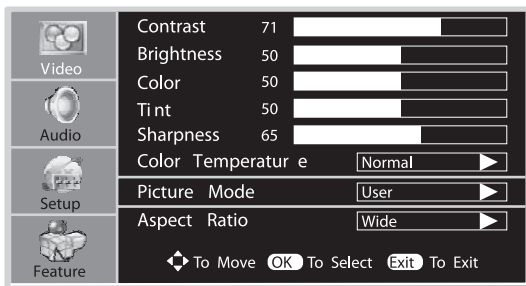 Video
Audio
Setup
Feature
Contrast 71
Brightness 50
Color 50
Tint 50
Sharpness 65
Color Temperatur e Normal
Picture Mode User
Aspect Ratio Wide
To Move OK To Select Exit To Exit